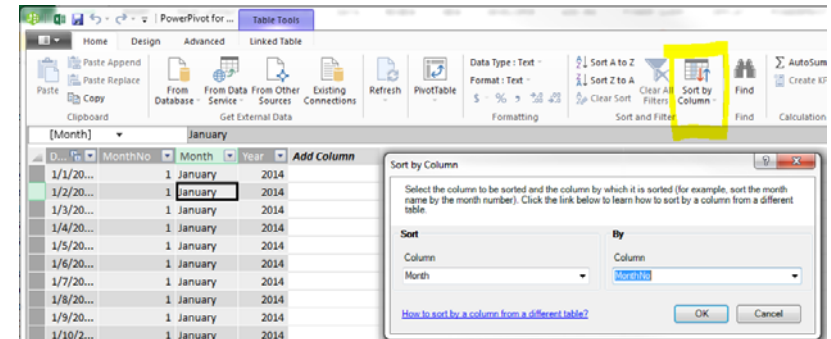 PowerPivot for ... Table Tools
Home Design Advanced Linked Table
Paste
Paste Append
Paste Replace
Copy
Clipboard
From Database
From Data Service
From Other Sources
Existing Connections
Get External Data
Refresh
PivotTable
Data Type : Text
Format : Text
$ % ,
Formatting
Sort A to Z
Sort Z to A
Clear Sort
Clear All Filters
Sort by Column
Sort and Filter
Find
Find
AutoSum
Create KP
Calculation
[Month] January
D... MonthNo Month Year Add Column
1/1/20... 1 January 2014
1/2/20... 1 January 2014
1/3/20... 1 January 2014
1/4/20... 1 January 2014
1/5/20... 1 January 2014
1/6/20... 1 January 2014
1/7/20... 1 January 2014
1/8/20... 1 January 2014
1/9/20... 1 January 2014
1/10/2... 1 January 2014
Sort by Column
Select the column to be sorted and the column by which it is sorted (for example, sort the month
name by the month number). Click the link below to learn how to sort by a column from a different
table.
Sort By
Column Column
Month MonthNo
How to sort by a column from a different table?
OK Cancel